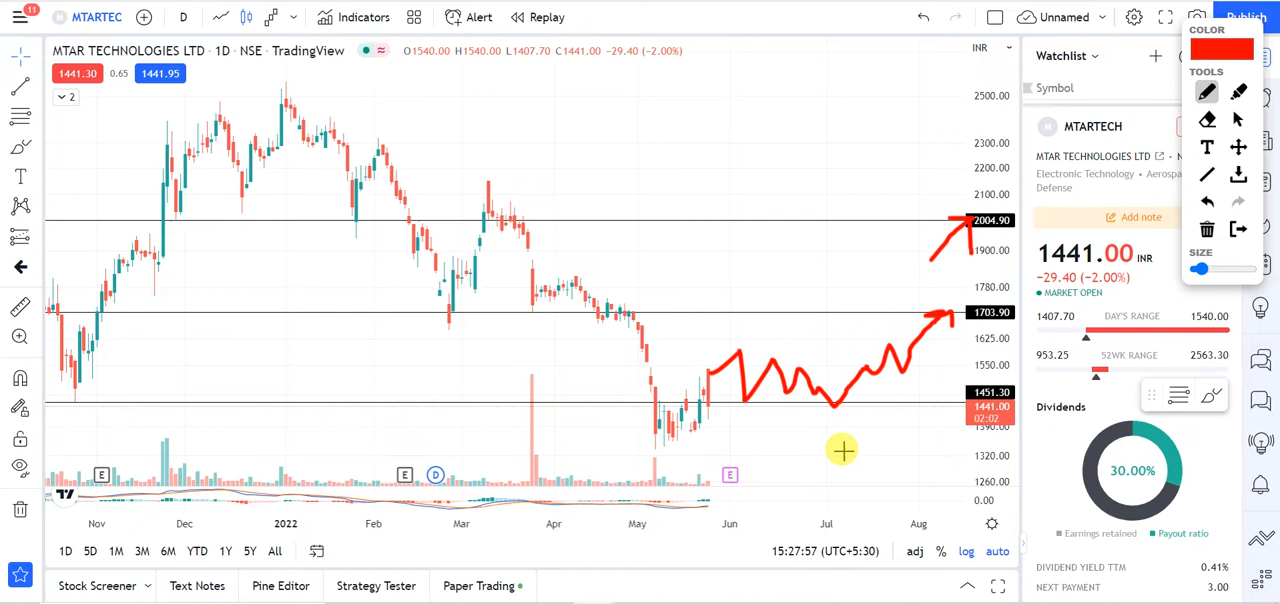 11 M MTARTEC D Indicators Alert Replay Unnamed Publish
MTAR TECHNOLOGIES LTD · 1D · NSE · TradingView O1540.00 H1540.00 L1407.70 C1441.00 −29.40 (−2.00%)
1441.30 0.65 1441.95
2
INR
2500.00
2300.00
2200.00
2100.00
2004.90
1900.00
1780.00
1703.90
1625.00
1550.00
1451.30
1441.00
02:02
1390.00
1320.00
1260.00
0.00
E E D E
Nov Dec 2022 Feb Mar Apr May Jun Jul Aug
1D 5D 1M 3M 6M YTD 1Y 5Y All 15:27:57 (UTC+5:30) adj % log auto
Stock Screener Text Notes Pine Editor Strategy Tester Paper Trading
Watchlist
Symbol
M MTARTECH
MTAR TECHNOLOGIES LTD
Electronic Technology •
Defense
Add note
1441.00 INR
−29.40 (−2.00%)
MARKET OPEN
1407.70 DAY'S RANGE 1540.00
953.25 52WK RANGE 2563.30
Dividends
30.00%
Earnings retained Payout ratio
DIVIDEND YIELD TTM 0.41%
NEXT PAYMENT 3.00
COLOR
TOOLS
T
SIZE